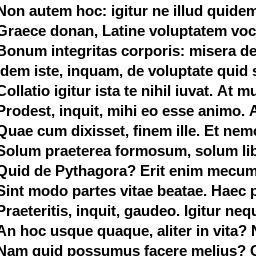 Non autem hoc: igitur ne illud quidem
Graece donan, Latine voluptatem voc
Bonum integritas corporis: misera de
dem iste, inquam, de voluptate quid s
Collatio igitur ista te nihil iuvat. At mu
Prodest, inquit, mihi eo esse animo. A
Quae cum dixisset, finem ille. Et nemo
Solum praeterea formosum, solum lib
Quid de Pythagora? Erit enim mecum
Sint modo partes vitae beatae. Haec p
Praeteritis, inquit, gaudeo. Igitur nequ
An hoc usque quaque, aliter in vita? N
Nam quid possumus facere melius?